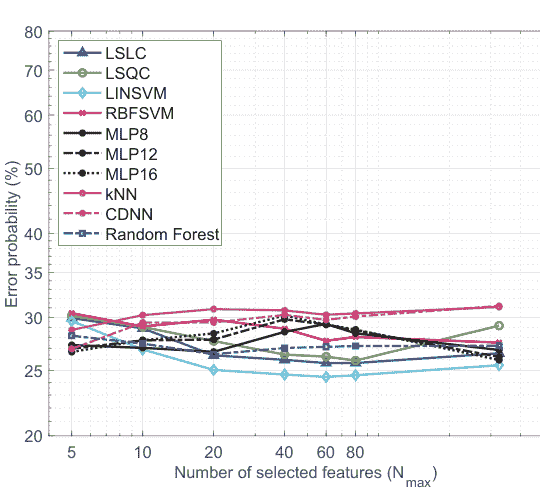 80
70
60
50
40
35
30
25
20
Error probability (%)
LSLC
LSQC
LINSVM
RBFSVM
MLP8
MLP12
MLP16
kNN
CDNN
Random Forest
5 10 20 40 60 80
Number of selected features (N_max)